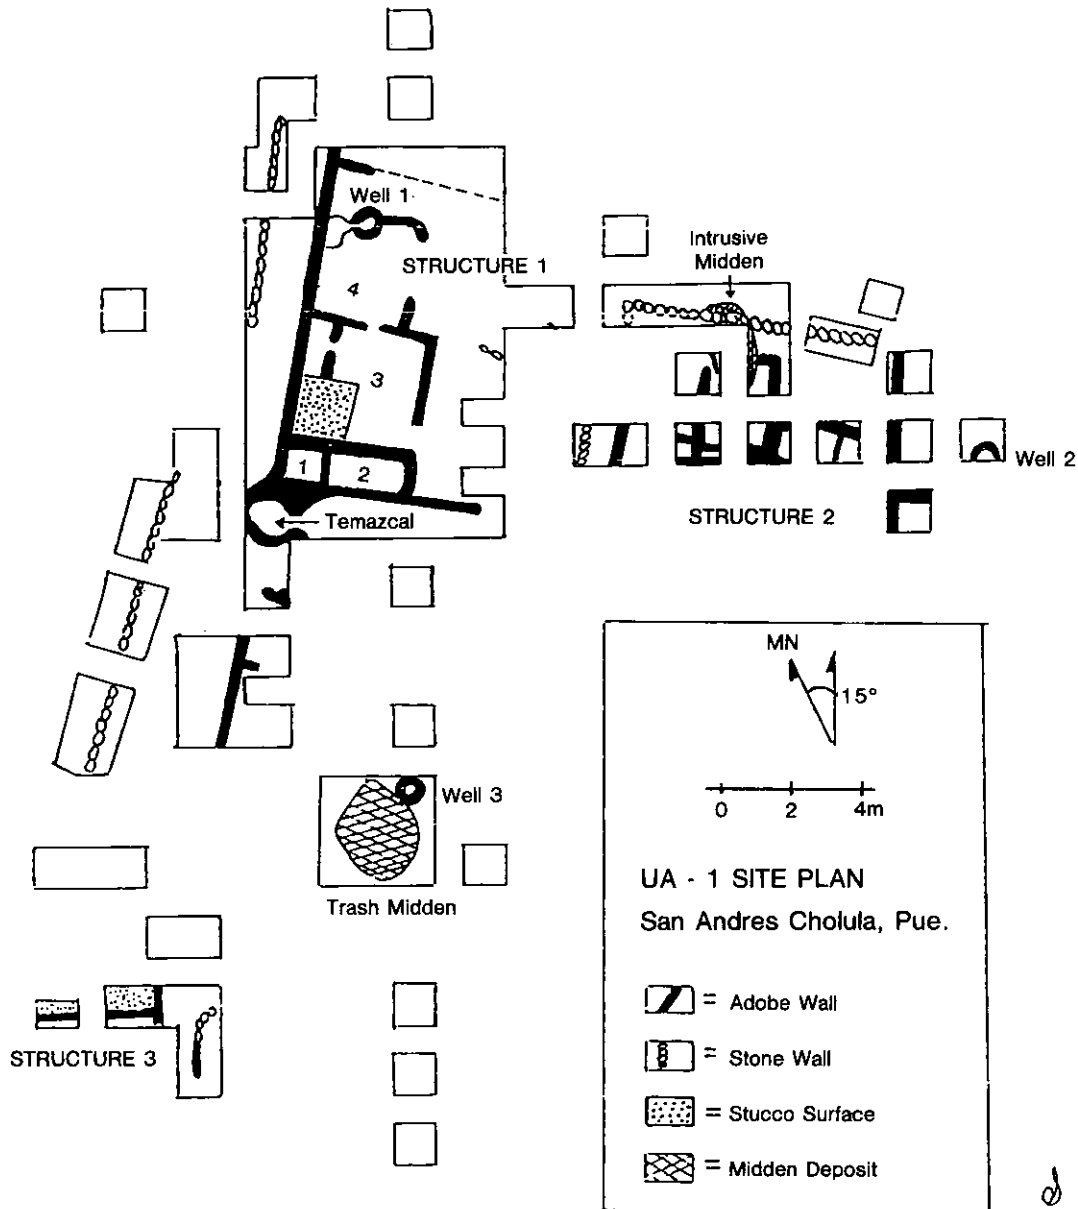 Well 1
STRUCTURE 1
Intrusive
Midden
4
3
1
2
Temazcal
Well 2
STRUCTURE 2
MN
15°
0 2 4m
Well 3
Trash Midden
UA - 1 SITE PLAN
San Andres Cholula, Pue.
= Adobe Wall
= Stone Wall
= Stucco Surface
= Midden Deposit
STRUCTURE 3